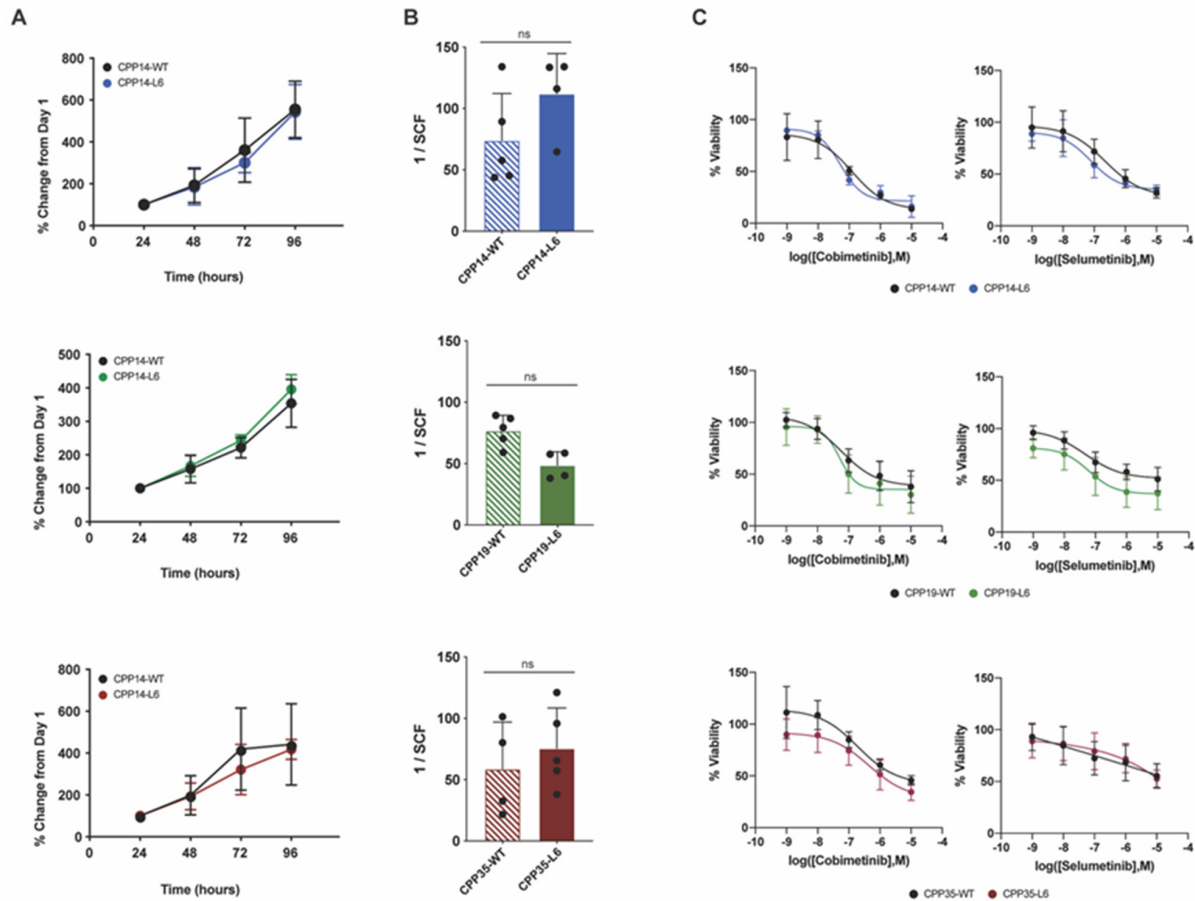 A
B
C
800
600
400
200
0
% Change from Day 1
CPP14-WT
CPP14-L6
0
24
48
72
96
Time (hours)
ns
150
100
50
0
1 / SCF
CPP14-WT
CPP14-L6
150
100
50
0
% Viability
-10
-9
-8
-7
-6
-5
-4
log([Cobimetinib],M)
150
100
50
0
% Viability
-10
-9
-8
-7
-6
-5
-4
log([Selumetinib],M)
CPP14-WT
CPP14-L6
500
400
300
200
100
0
% Change from Day 1
CPP14-WT
CPP14-L6
0
24
48
72
96
Time (hours)
ns
150
100
50
0
1 / SCF
CPP19-WT
CPP19-L6
150
100
50
0
% Viability
-10
-9
-8
-7
-6
-5
-4
log([Cobimetinib],M)
150
100
50
0
% Viability
-10
-9
-8
-7
-6
-5
-4
log([Selumetinib],M)
CPP19-WT
CPP19-L6
800
600
400
200
0
% Change from Day 1
CPP14-WT
CPP14-L6
0
24
48
72
96
Time (hours)
ns
150
100
50
0
1 / SCF
CPP35-WT
CPP35-L6
150
100
50
0
% Viability
-10
-9
-8
-7
-6
-5
-4
log([Cobimetinib],M)
150
100
50
0
% Viability
-10
-9
-8
-7
-6
-5
-4
log([Selumetinib],M)
CPP35-WT
CPP35-L6